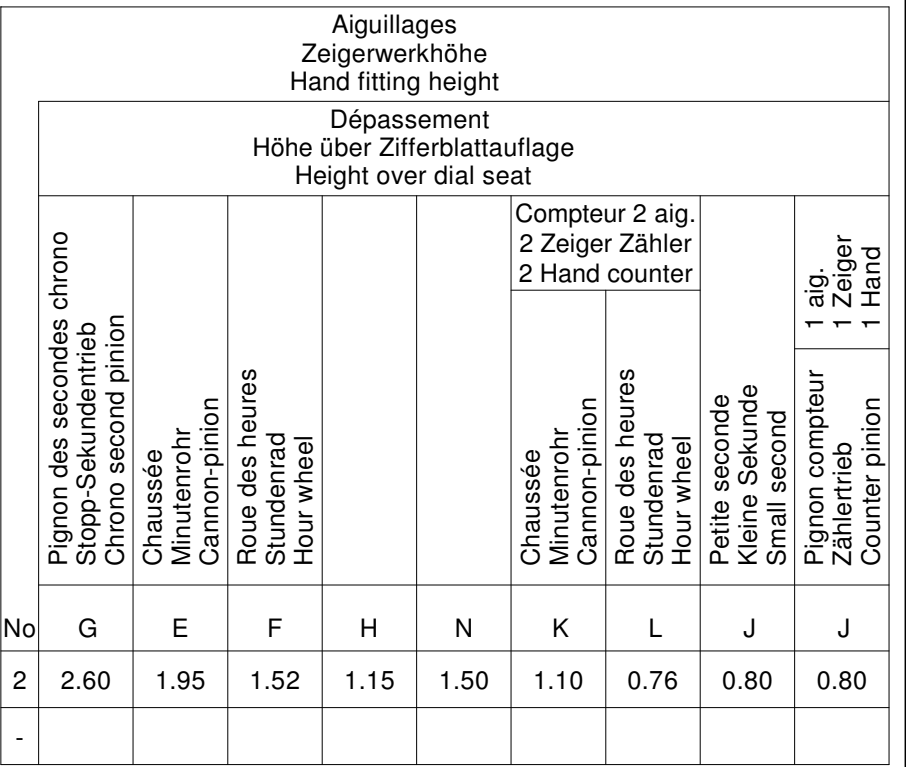 Aiguillages
Zeigerwerkhöhe
Hand fitting height
Dépassement
Höhe über Zifferblattauflage
Height over dial seat
Pignon des secondes chrono
Stopp-Sekundentrieb
Chrono second pinion
Chaussée
Minutenrohr
Cannon-pinion
Roue des heures
Stundenrad
Hour wheel
Compteur 2 aig.
2 Zeiger Zähler
2 Hand counter
Chaussée
Minutenrohr
Cannon-pinion
Roue des heures
Stundenrad
Hour wheel
Petite seconde
Kleine Sekunde
Small second
1 aig.
1 Zeiger
1 Hand
Pignon compteur
Zählertrieb
Counter pinion
No G E F H N K L J J
2 2.60 1.95 1.52 1.15 1.50 1.10 0.76 0.80 0.80
-